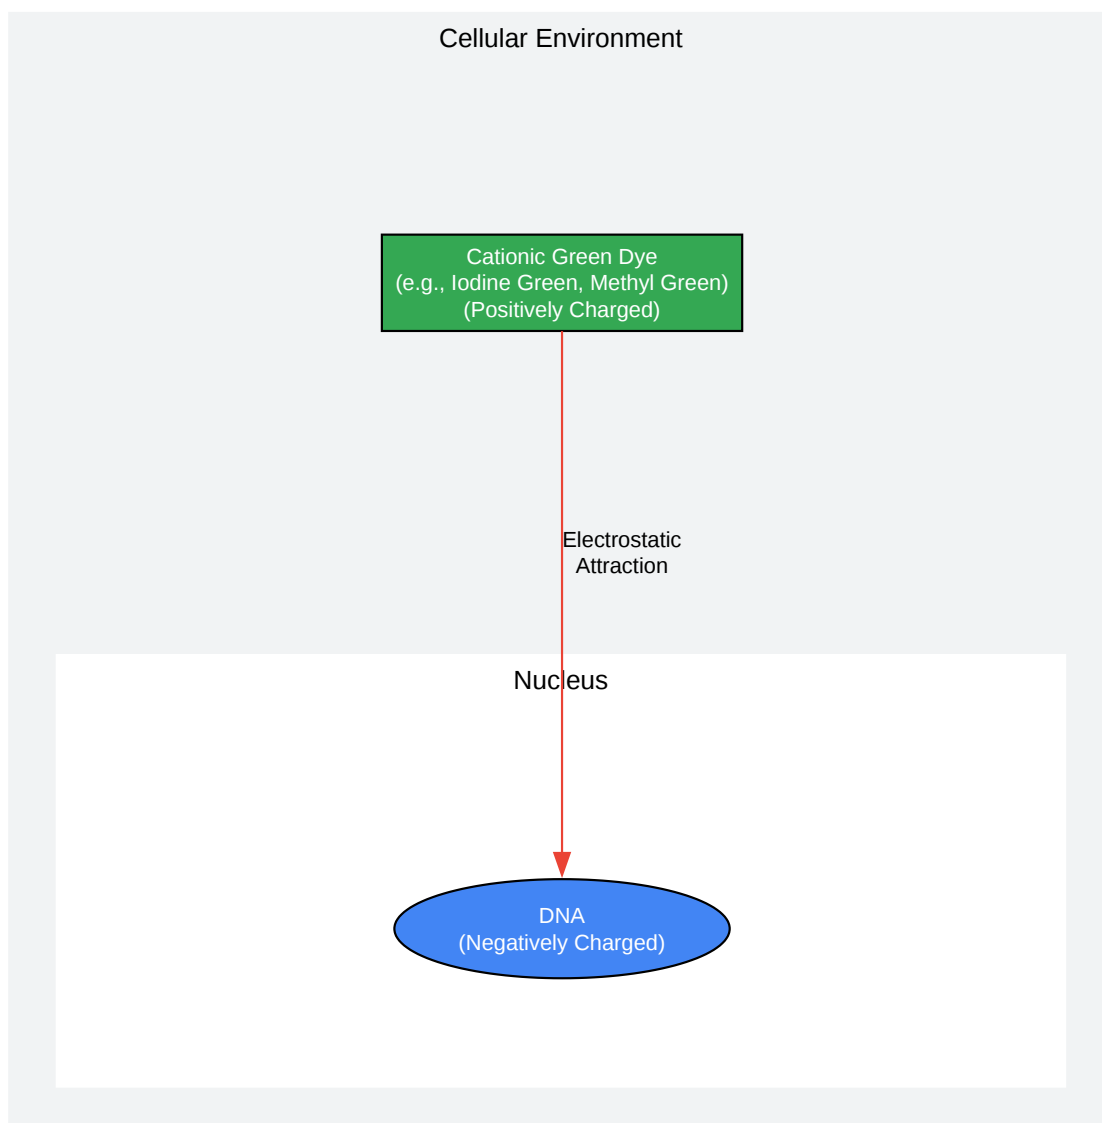 Cellular Environment
Cationic Green Dye
(e.g., Iodine Green, Methyl Green)
(Positively Charged)
Electrostatic
Attraction
Nucleus
DNA
(Negatively Charged)